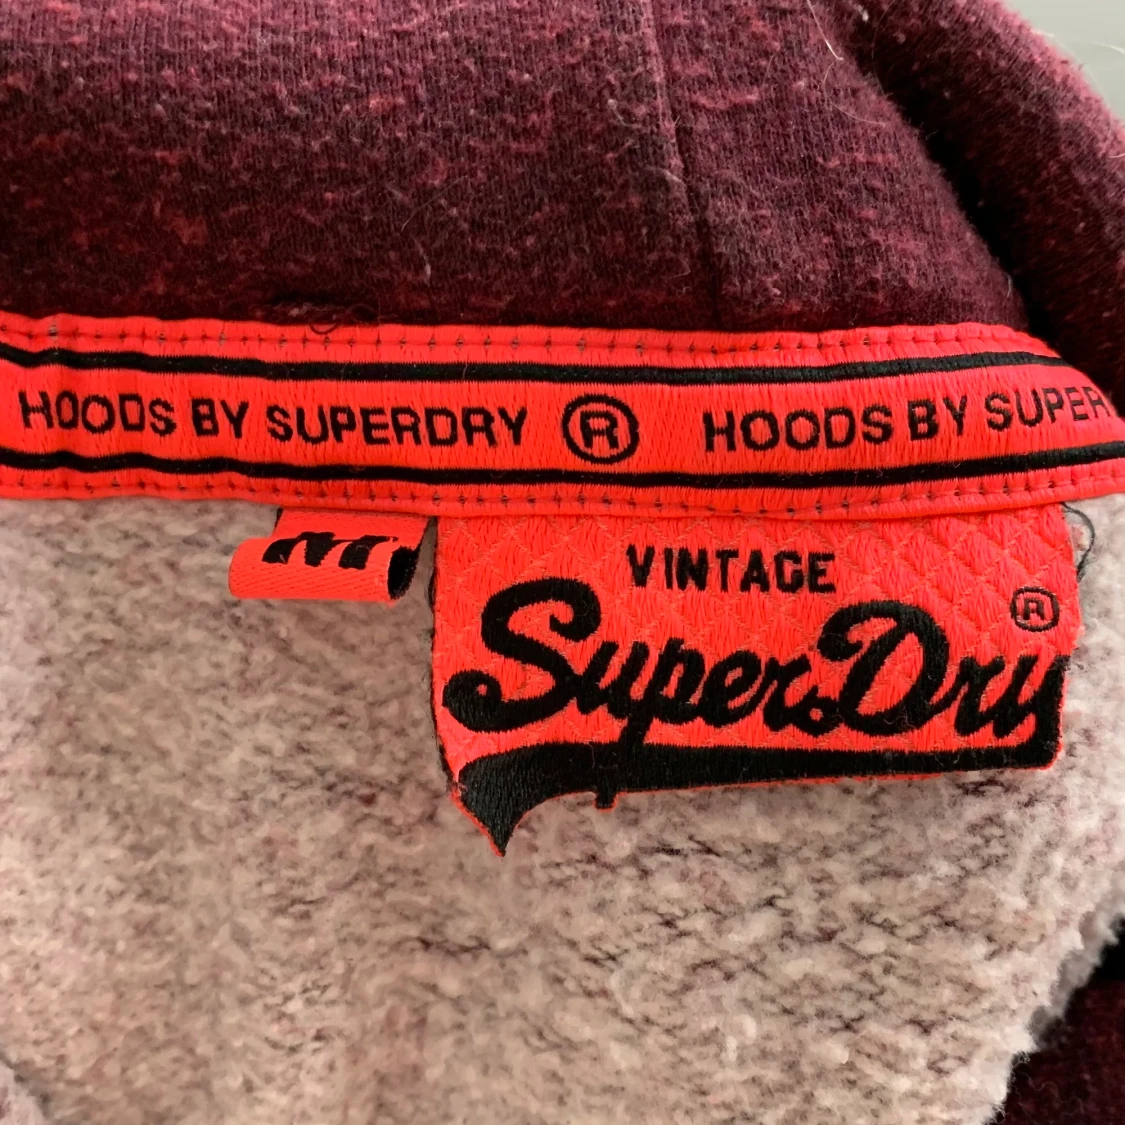 HOODS BY SUPERDRY ® HOODS BY SUPER
M
VINTAGE
SuperDry ®